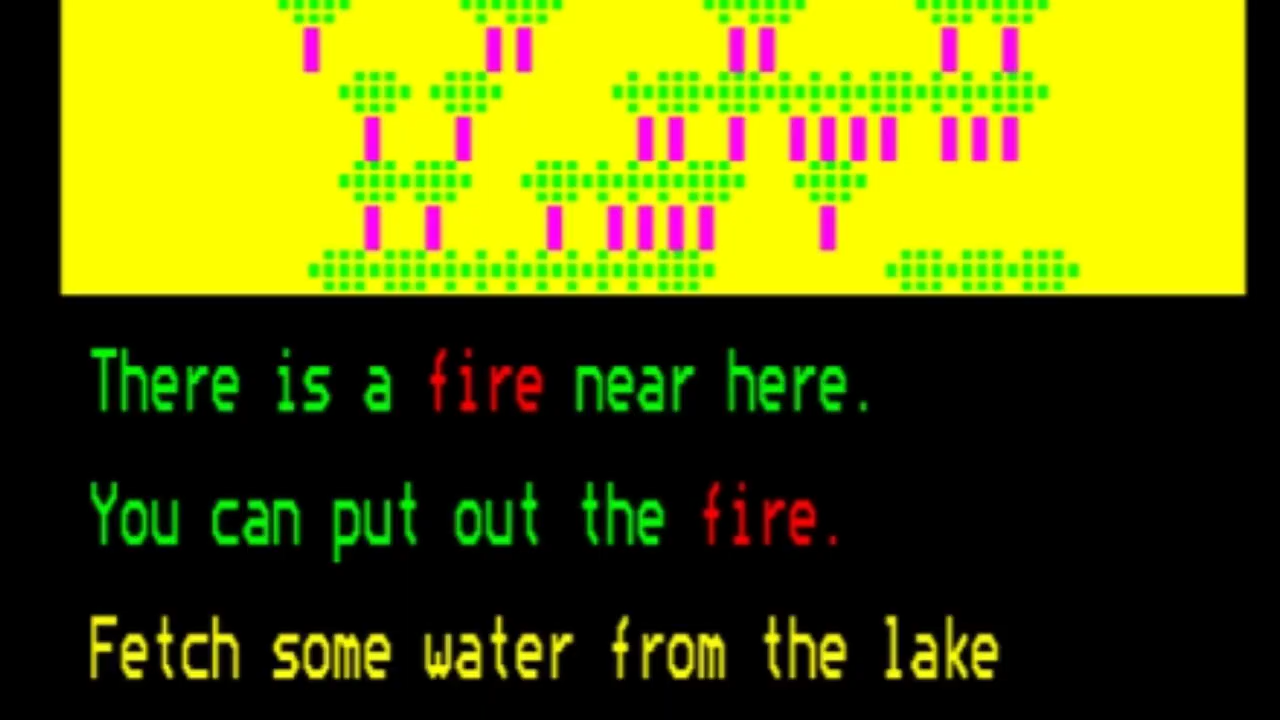 There is a fire near here.
You can put out the fire.
Fetch some water from the lake